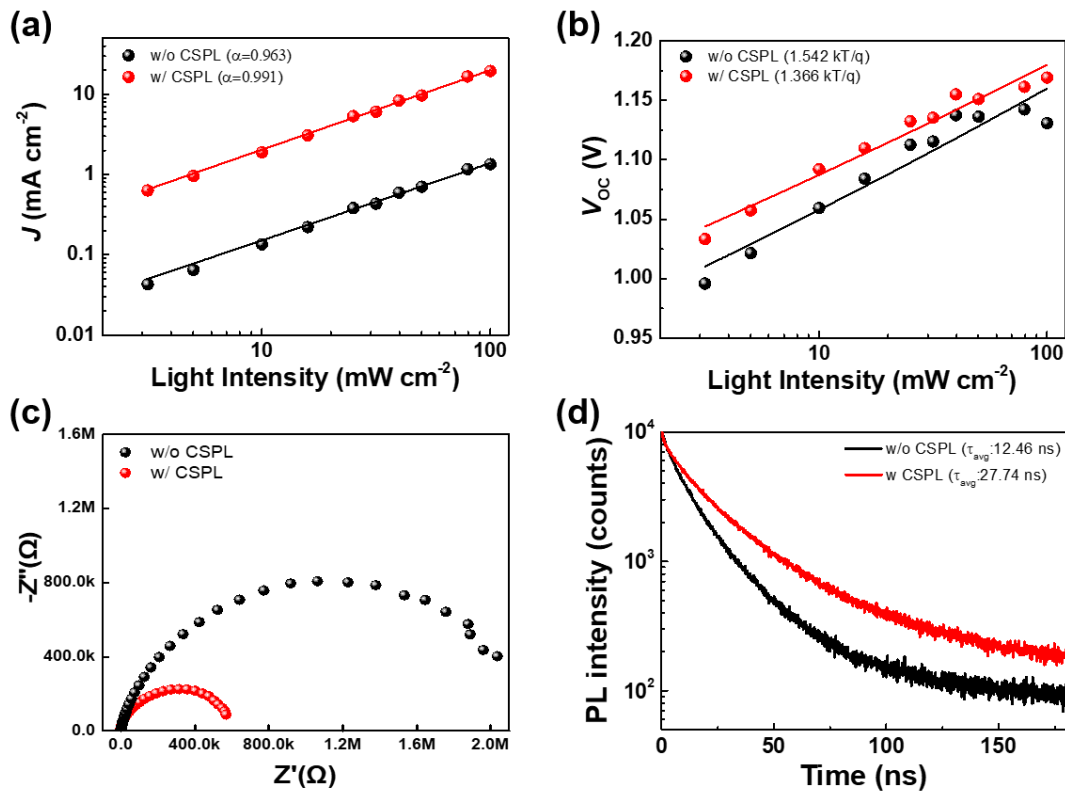 (a)
w/o CSPL (α=0.963)
w/ CSPL (α=0.991)
10
1
0.1
0.01
J (mA cm⁻²)
10
100
Light Intensity (mW cm⁻²)
(b)
w/o CSPL (1.542 kT/q)
w/ CSPL (1.366 kT/q)
1.20
1.15
1.10
1.05
1.00
0.95
V_OC (V)
1
10
100
Light Intensity (mW cm⁻²)
(c)
w/o CSPL
w/ CSPL
1.6M
1.2M
800.0k
400.0k
0.0
-Z''(Ω)
0.0
400.0k
800.0k
1.2M
1.6M
2.0M
Z'(Ω)
(d)
w/o CSPL (τavg:12.46 ns)
w CSPL (τavg:27.74 ns)
10⁴
10³
10²
PL intensity (counts)
0
50
100
150
Time (ns)